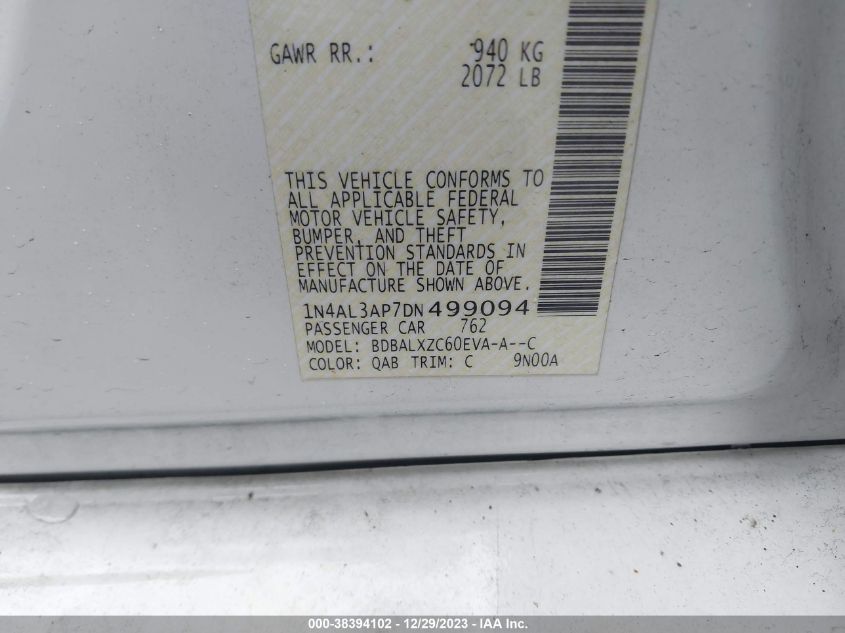 GAWR RR.: 940 KG
2072 LB
THIS VEHICLE CONFORMS TO
ALL APPLICABLE FEDERAL
MOTOR VEHICLE SAFETY,
BUMPER, AND THEFT
PREVENTION STANDARDS IN
EFFECT ON THE DATE OF
MANUFACTURE SHOWN ABOVE.
1N4AL3AP7DN499094
PASSENGER CAR 762
MODEL: BDBALXZC60EVA-A--C
COLOR: QAB TRIM: C 9N00A
000-38394102 - 12/29/2023 - IAA Inc.